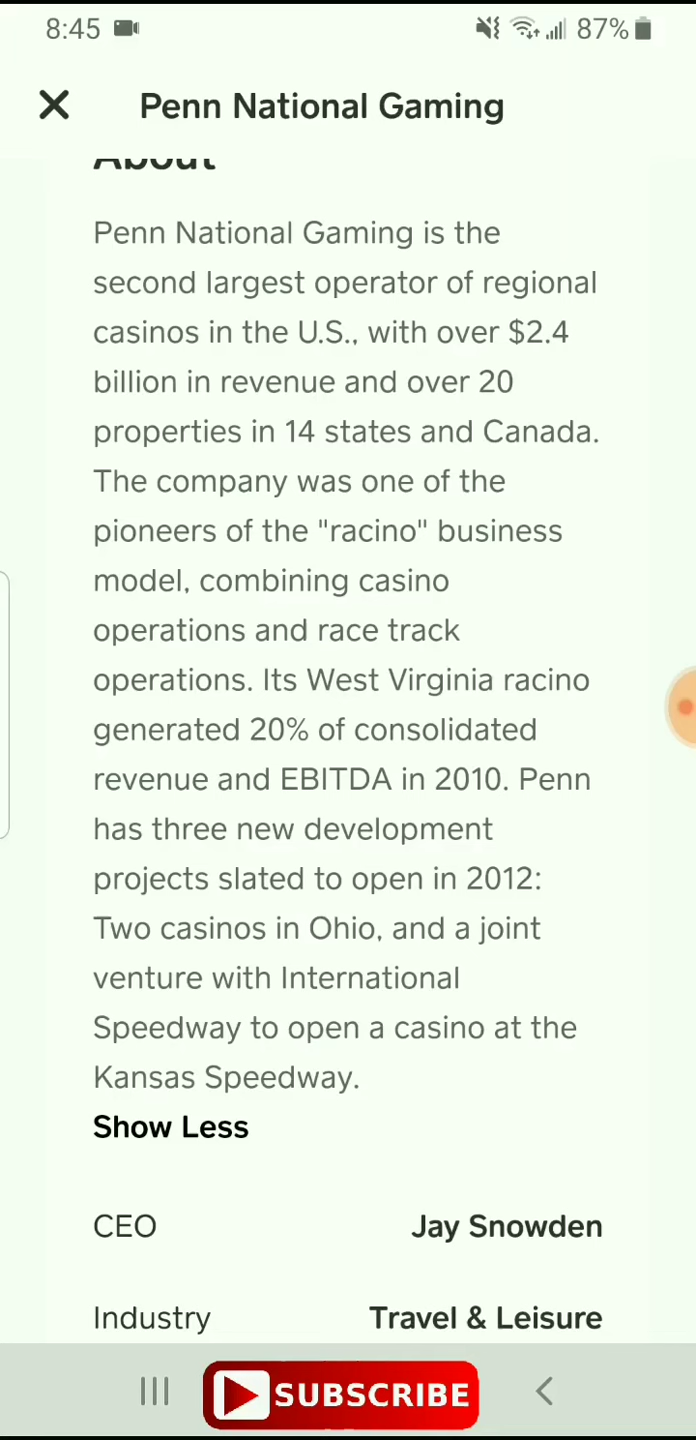 8:45 87%
Penn National Gaming
About
Penn National Gaming is the
second largest operator of regional
casinos in the U.S., with over $2.4
billion in revenue and over 20
properties in 14 states and Canada.
The company was one of the
pioneers of the "racino" business
model, combining casino
operations and race track
operations. Its West Virginia racino
generated 20% of consolidated
revenue and EBITDA in 2010. Penn
has three new development
projects slated to open in 2012:
Two casinos in Ohio, and a joint
venture with International
Speedway to open a casino at the
Kansas Speedway.
Show Less
CEO Jay Snowden
Industry Travel & Leisure
SUBSCRIBE